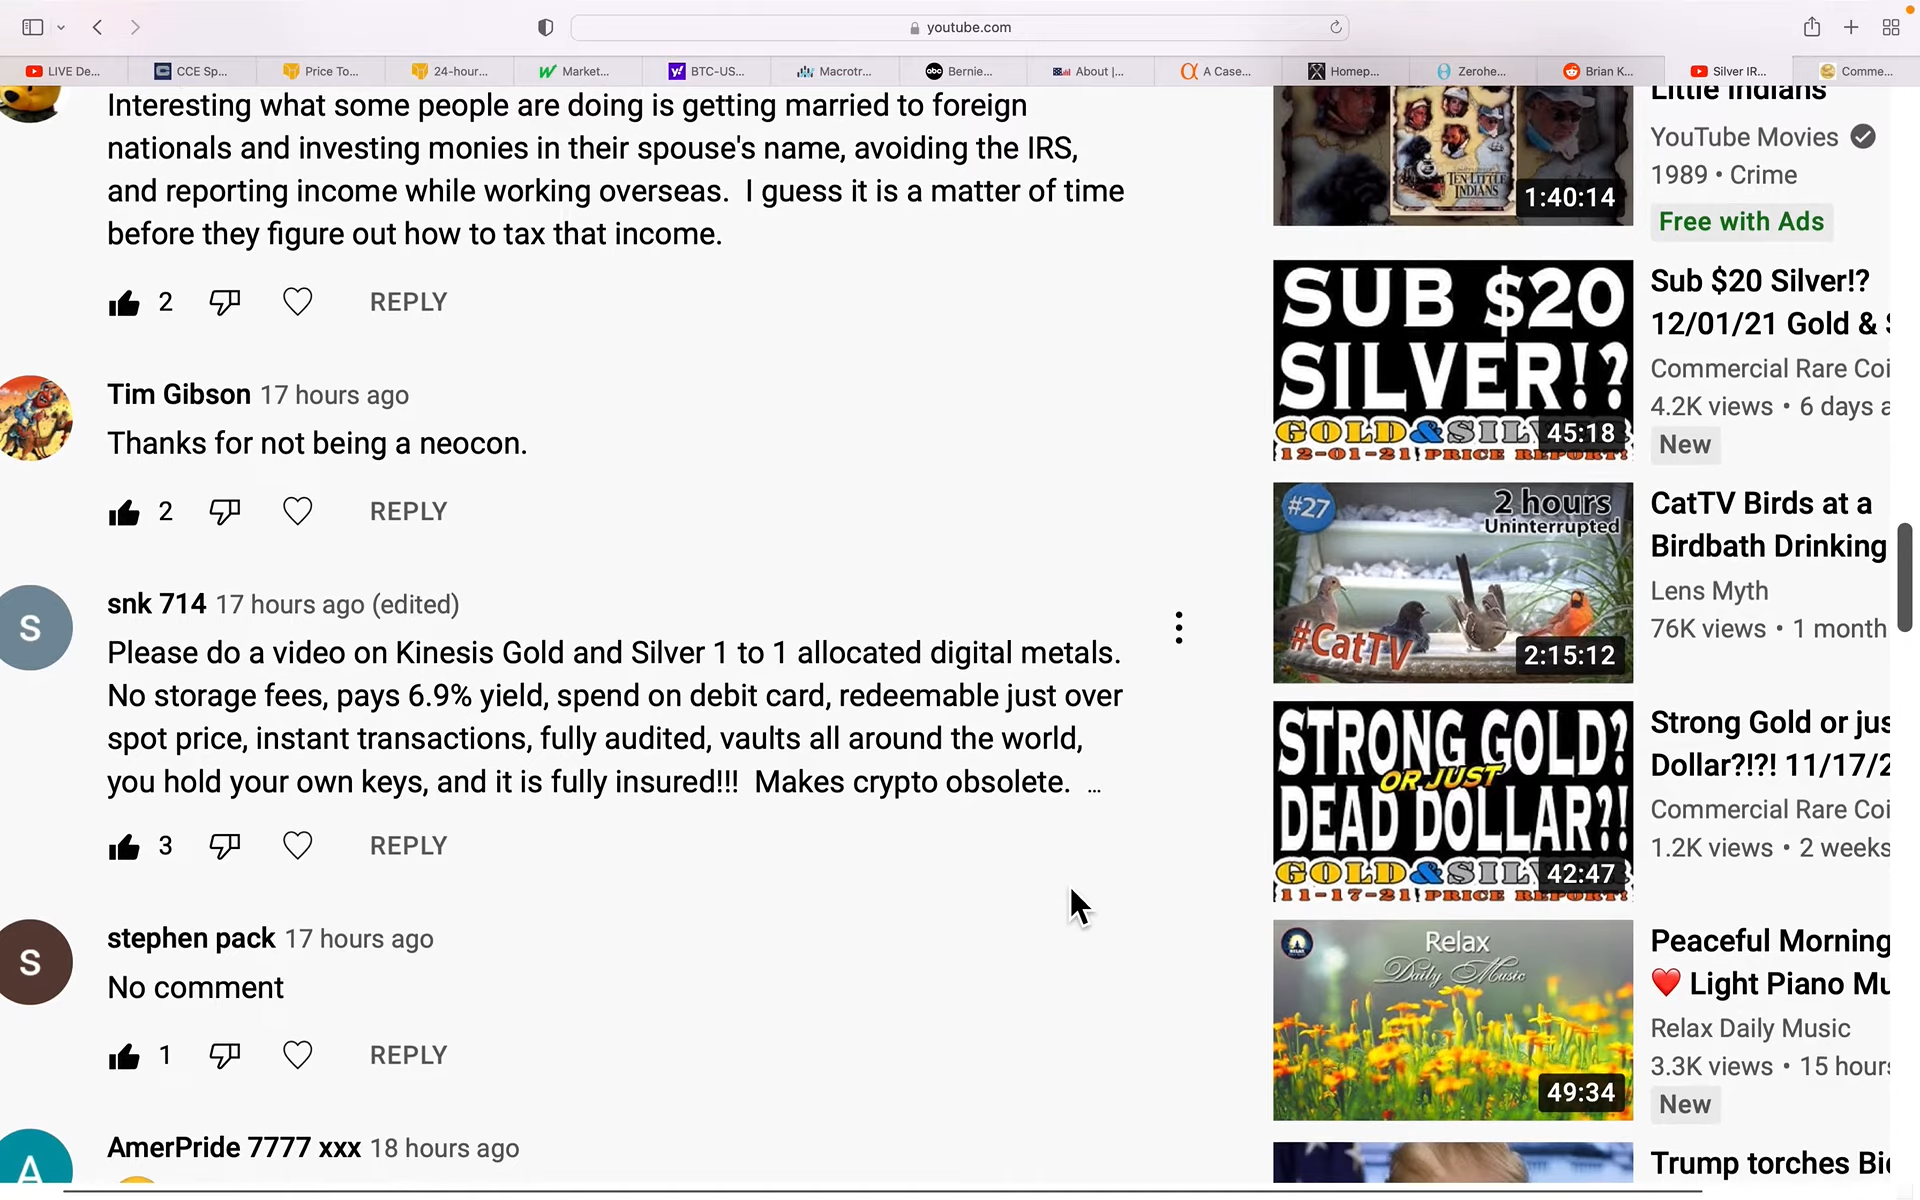 youtube.com
LIVE De...
CCE Sp...
Price To...
24-hour...
Market...
BTC-US...
Macrotr...
Bernie...
About |...
A Case...
Homep...
Zerohe...
Brian K...
Silver IR...
Comme...
Interesting what some people are doing is getting married to foreign
nationals and investing monies in their spouse's name, avoiding the IRS,
and reporting income while working overseas. I guess it is a matter of time
before they figure out how to tax that income.
2 REPLY
Tim Gibson 17 hours ago
Thanks for not being a neocon.
2 REPLY
S
snk 714 17 hours ago (edited)
Please do a video on Kinesis Gold and Silver 1 to 1 allocated digital metals.
No storage fees, pays 6.9% yield, spend on debit card, redeemable just over
spot price, instant transactions, fully audited, vaults all around the world,
you hold your own keys, and it is fully insured!!! Makes crypto obsolete. ...
3 REPLY
S
stephen pack 17 hours ago
No comment
1 REPLY
A
AmerPride 7777 xxx 18 hours ago
TEN LITTLE
INDIANS
1:40:14
Little Indians
YouTube Movies
1989 • Crime
Free with Ads
SUB $20
SILVER!?
GOLD&SIL
45:18
12-01-21 PRICE REPORT!
Sub $20 Silver!?
12/01/21 Gold & S
Commercial Rare Coi
4.2K views • 6 days a
New
#27
2 hours
Uninterrupted
#CatTV
2:15:12
CatTV Birds at a
Birdbath Drinking
Lens Myth
76K views • 1 month
STRONG GOLD?
OR JUST
DEAD DOLLAR?!
GOLD&SIL
42:47
11-17-21 PRICE REPORT!
Strong Gold or jus
Dollar?!?! 11/17/2
Commercial Rare Coi
1.2K views • 2 weeks
Relax
Daily Music
49:34
Peaceful Morning
❤️ Light Piano Mu
Relax Daily Music
3.3K views • 15 hours
New
Trump torches Bi